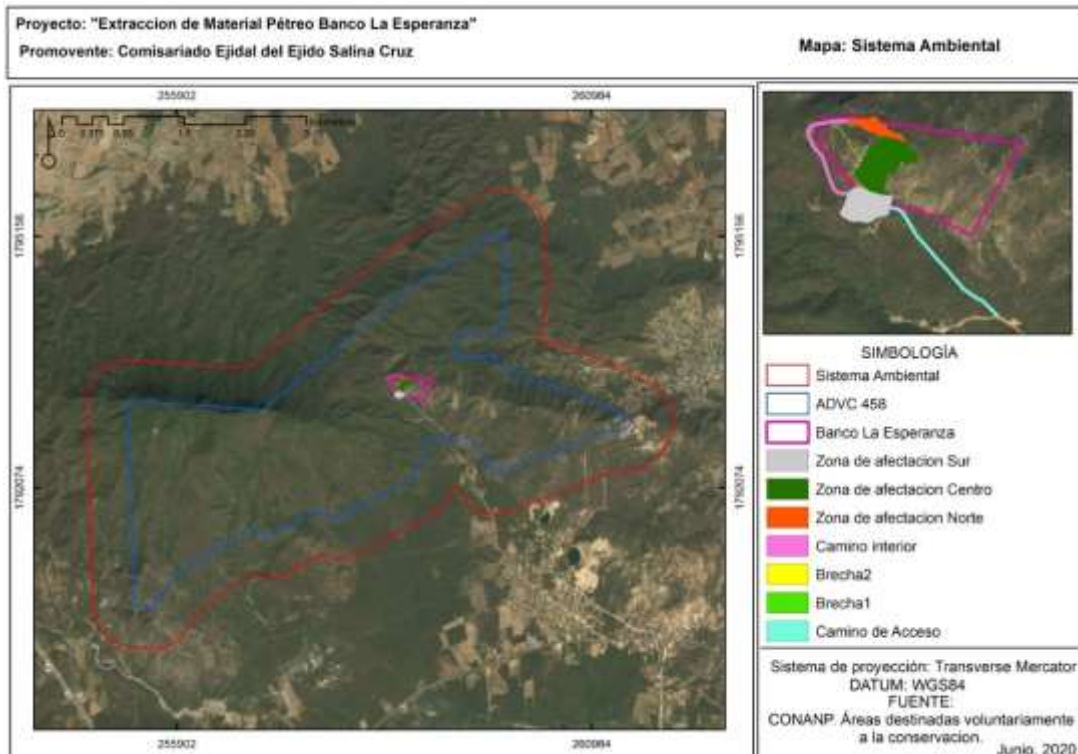 Proyecto: "Extraccion de Material Pétreo Banco La Esperanza"
Promovente: Comisariado Ejidal del Ejido Salina Cruz
Mapa: Sistema Ambiental
255902
260984
1795156
1795156
1792074
1792074
255902
260984
SIMBOLOGÍA
Sistema Ambiental
ADVC 458
Banco La Esperanza
Zona de afectacion Sur
Zona de afectacion Centro
Zona de afectacion Norte
Camino interior
Brecha2
Brecha1
Camino de Acceso
Sistema de proyección: Transverse Mercator
DATUM: WGS84
FUENTE:
CONANP. Áreas destinadas voluntariamente
a la conservacion.
Junio, 2020